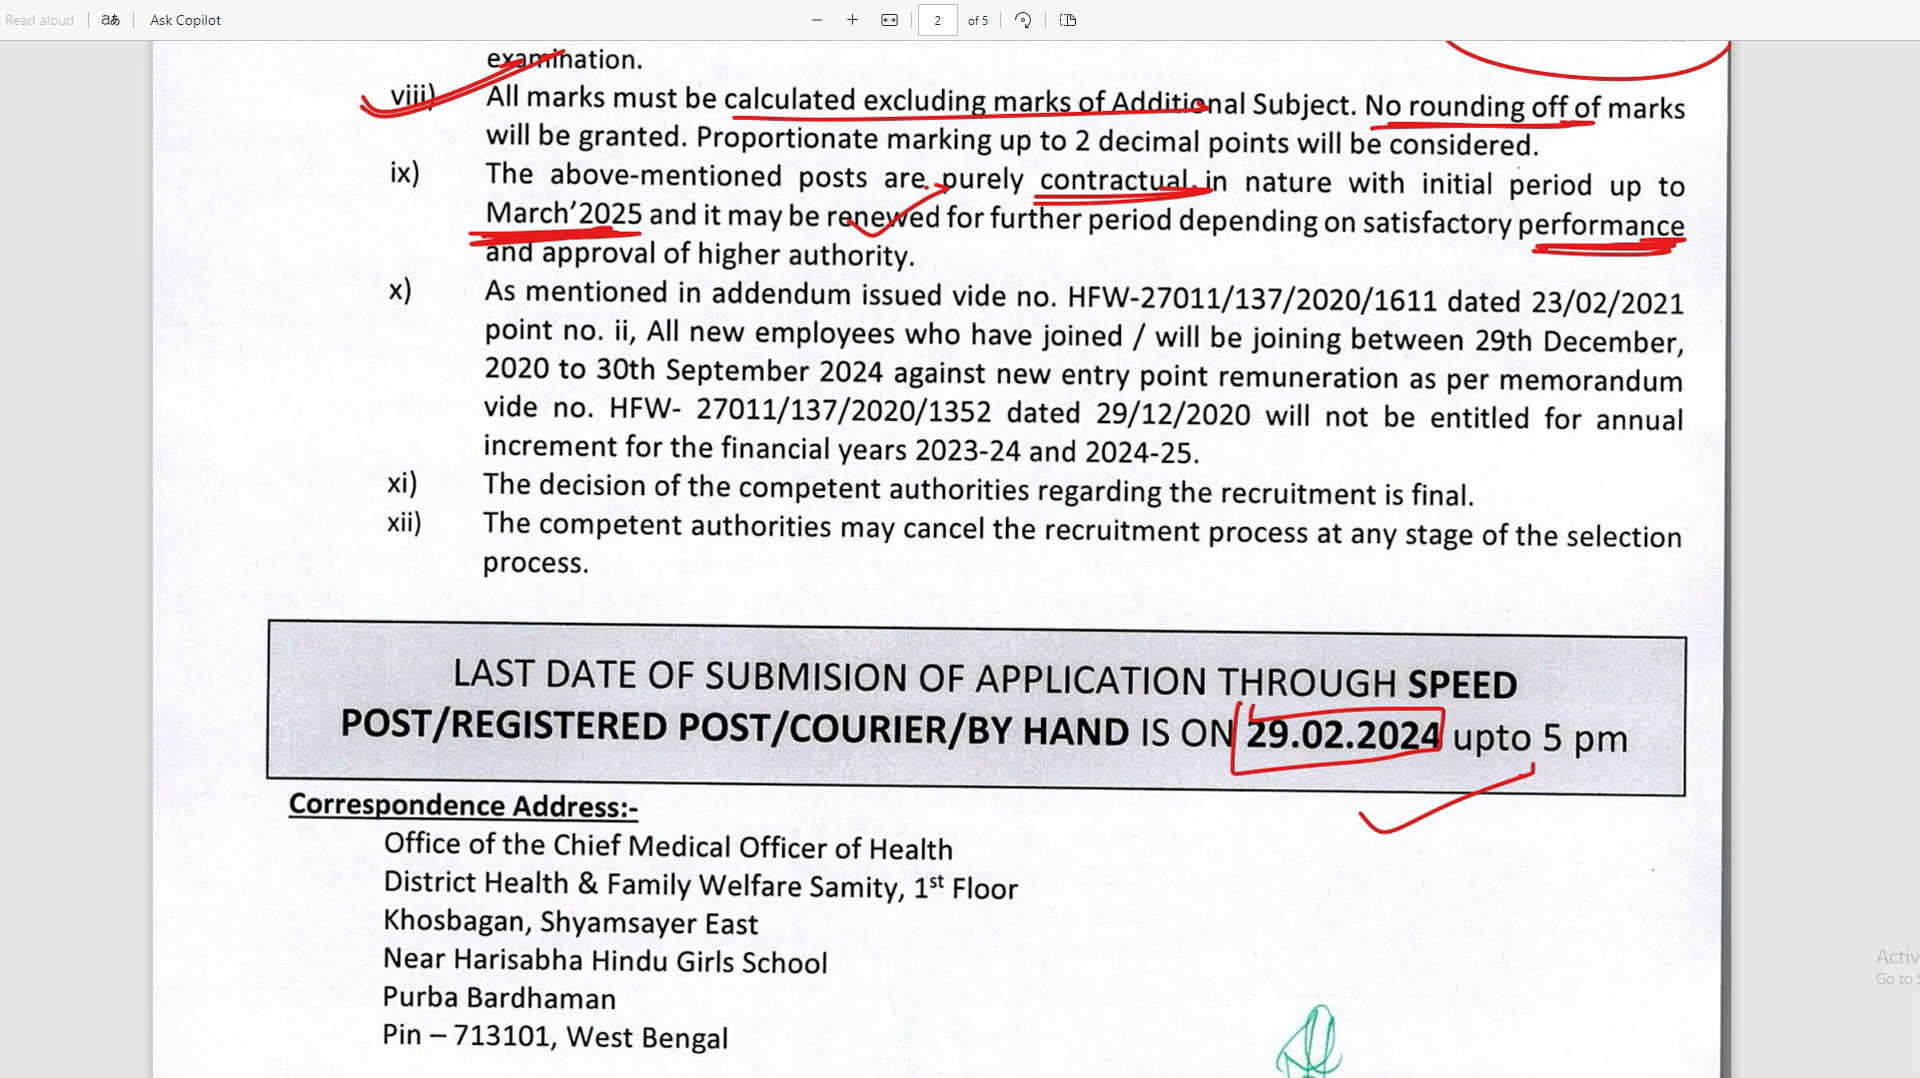 Read aloud
Ask Copilot
2 of 5
examination.
viii) All marks must be calculated excluding marks of Additional Subject. No rounding off of marks
will be granted. Proportionate marking up to 2 decimal points will be considered.
ix) The above-mentioned posts are purely contractual in nature with initial period up to
March'2025 and it may be renewed for further period depending on satisfactory performance
and approval of higher authority.
x) As mentioned in addendum issued vide no. HFW-27011/137/2020/1611 dated 23/02/2021
point no. ii, All new employees who have joined / will be joining between 29th December,
2020 to 30th September 2024 against new entry point remuneration as per memorandum
vide no. HFW- 27011/137/2020/1352 dated 29/12/2020 will not be entitled for annual
increment for the financial years 2023-24 and 2024-25.
xi) The decision of the competent authorities regarding the recruitment is final.
xii) The competent authorities may cancel the recruitment process at any stage of the selection
process.
LAST DATE OF SUBMISION OF APPLICATION THROUGH SPEED
POST/REGISTERED POST/COURIER/BY HAND IS ON 29.02.2024 upto 5 pm
Correspondence Address:-
Office of the Chief Medical Officer of Health
District Health & Family Welfare Samity, 1st Floor
Khosbagan, Shyamsayer East
Near Harisabha Hindu Girls School
Purba Bardhaman
Pin – 713101, West Bengal
Activ
Go to